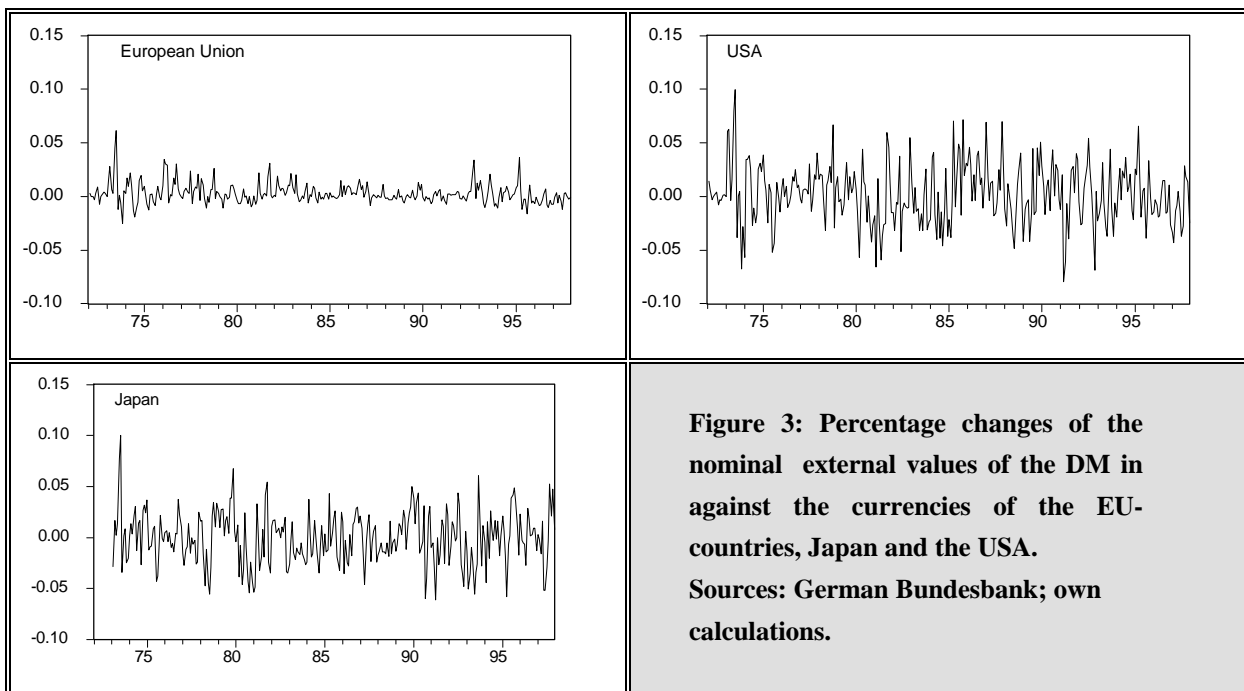 European Union
0.15
0.10
0.05
0.00
-0.05
-0.10
75 80 85 90 95
USA
0.15
0.10
0.05
0.00
-0.05
-0.10
75 80 85 90 95
Japan
0.15
0.10
0.05
0.00
-0.05
-0.10
75 80 85 90 95
Figure 3: Percentage changes of the
nominal external values of the DM in
against the currencies of the EU-
countries, Japan and the USA.
Sources: German Bundesbank; own
calculations.